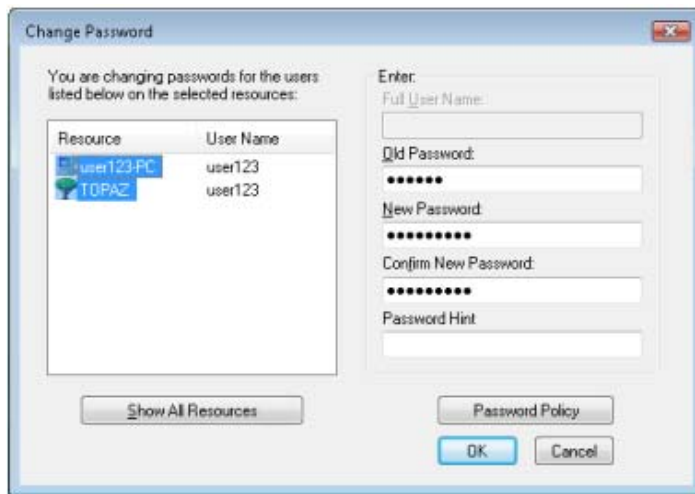 Change Password
You are changing passwords for the users
listed below on the selected resources:
Resource User Name
user123-PC user123
TOPAZ user123
Show All Resources
Enter:
Full User Name:
Old Password:
●●●●●●
New Password:
●●●●●●●●●
Confirm New Password:
●●●●●●●●●
Password Hint
Password Policy
OK Cancel